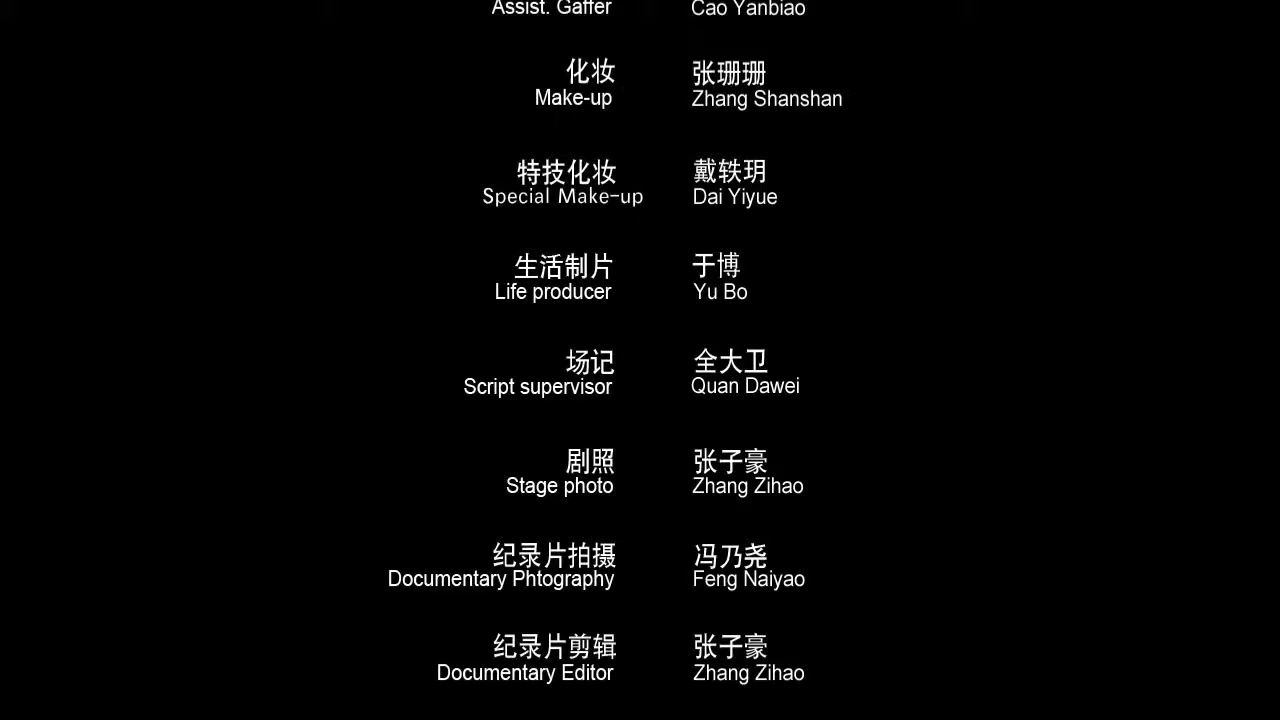 Assist. Gaffer Cao Yanbiao
化妆 张珊珊
Make-up Zhang Shanshan
特技化妆 戴轶玥
Special Make-up Dai Yiyue
生活制片 于博
Life producer Yu Bo
场记 全大卫
Script supervisor Quan Dawei
剧照 张子豪
Stage photo Zhang Zihao
纪录片拍摄 冯乃尧
Documentary Phtography Feng Naiyao
纪录片剪辑 张子豪
Documentary Editor Zhang Zihao